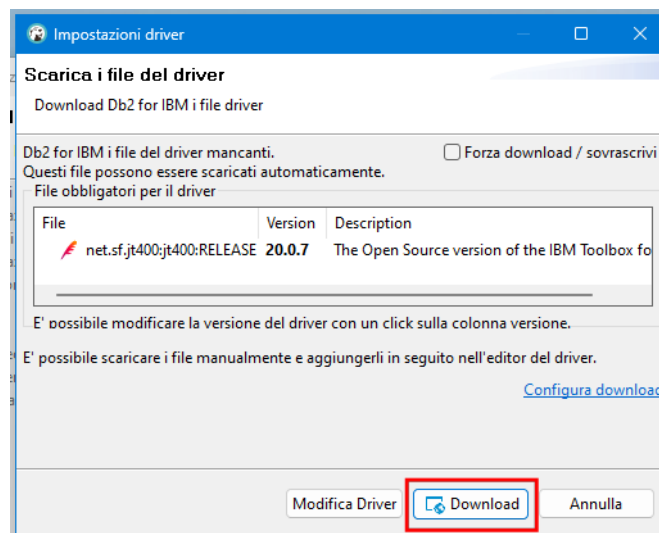 Impostazioni driver
Scarica i file del driver
Download Db2 for IBM i file driver
Db2 for IBM i file del driver mancanti.
Forza download / sovrascrivi
Questi file possono essere scaricati automaticamente.
File obbligatori per il driver
File Version Description
net.sf.jt400:jt400:RELEASE 20.0.7 The Open Source version of the IBM Toolbox fo
E' possibile modificare la versione del driver con un click sulla colonna versione.
E' possibile scaricare i file manualmente e aggiungerli in seguito nell'editor del driver.
Configura download
Modifica Driver Download Annulla